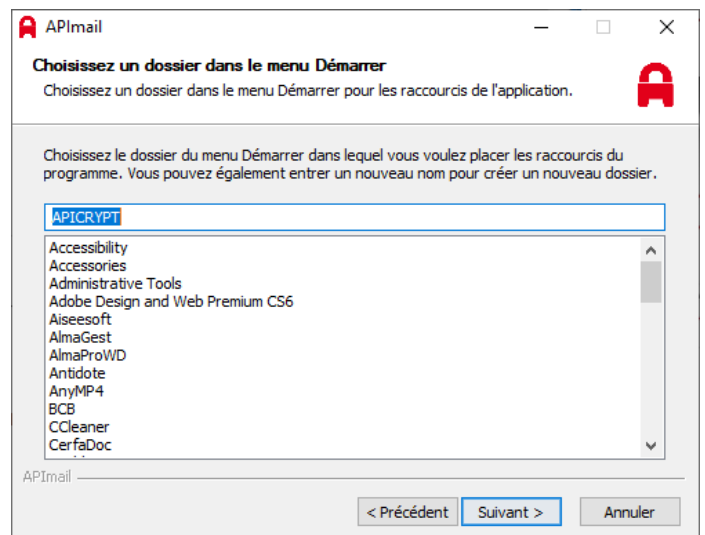 APImail
Choisissez un dossier dans le menu Démarrer
Choisissez un dossier dans le menu Démarrer pour les raccourcis de l'application.
Choisissez le dossier du menu Démarrer dans lequel vous voulez placer les raccourcis du
programme. Vous pouvez également entrer un nouveau nom pour créer un nouveau dossier.
APICRYPT
Accessibility
Accessories
Administrative Tools
Adobe Design and Web Premium CS6
Aiseesoft
AlmaGest
AlmaProWD
Antidote
AnyMP4
BCB
CCleaner
CerfaDoc
APImail
< Précédent Suivant > Annuler